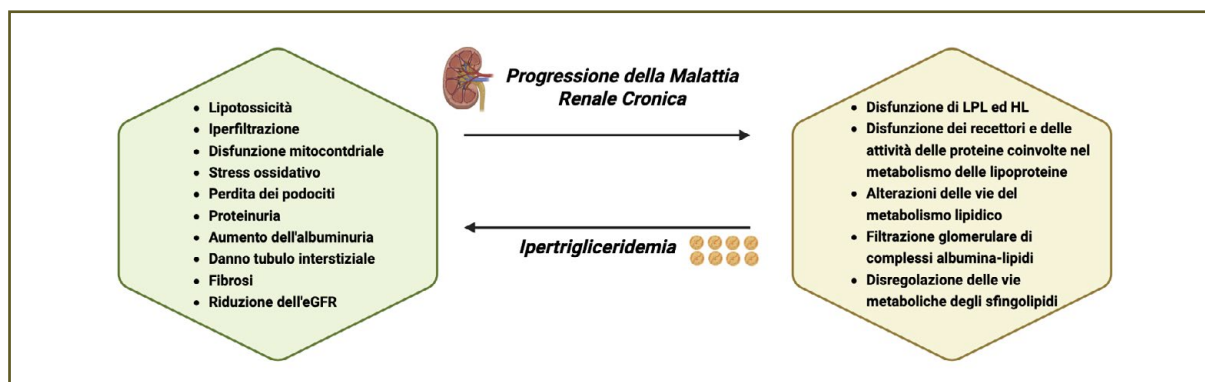 Lipotossicità
Iperfiltrazione
Disfunzione mitocontdriale
Stress ossidativo
Perdita dei podociti
Proteinuria
Aumento dell'albuminuria
Danno tubulo interstiziale
Fibrosi
Riduzione dell'eGFR
Progressione della Malattia
Renale Cronica
Ipertrigliceridemia
Disfunzione di LPL ed HL
Disfunzione dei recettori e delle
attività delle proteine coinvolte nel
metabolismo delle lipoproteine
Alterazioni delle vie del
metabolismo lipidico
Filtrazione glomerulare di
complessi albumina-lipidi
Disregolazione delle vie
metaboliche degli sfingolipidi